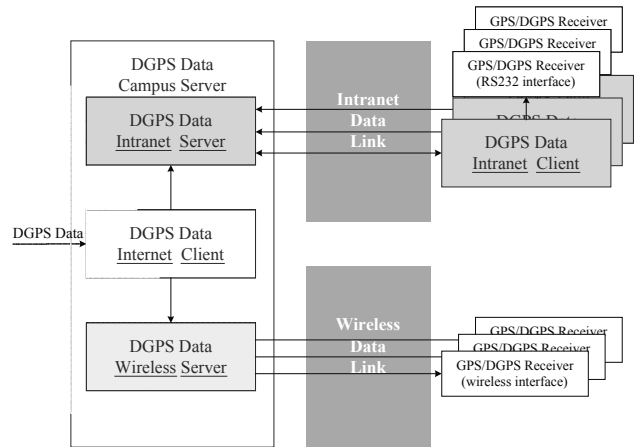 DGPS Data
Campus Server
DGPS Data
Intranet Server
DGPS Data
DGPS Data
Internet Client
DGPS Data
Wireless Server
Intranet
Data
Link
GPS/DGPS Receiver
GPS/DGPS Receiver
GPS/DGPS Receiver
(RS232 interface)
DGPS Data
DGPS Data
Intranet Client
Wireless
Data
Link
GPS/DGPS Receiver
GPS/DGPS Receiver
GPS/DGPS Receiver
(wireless interface)